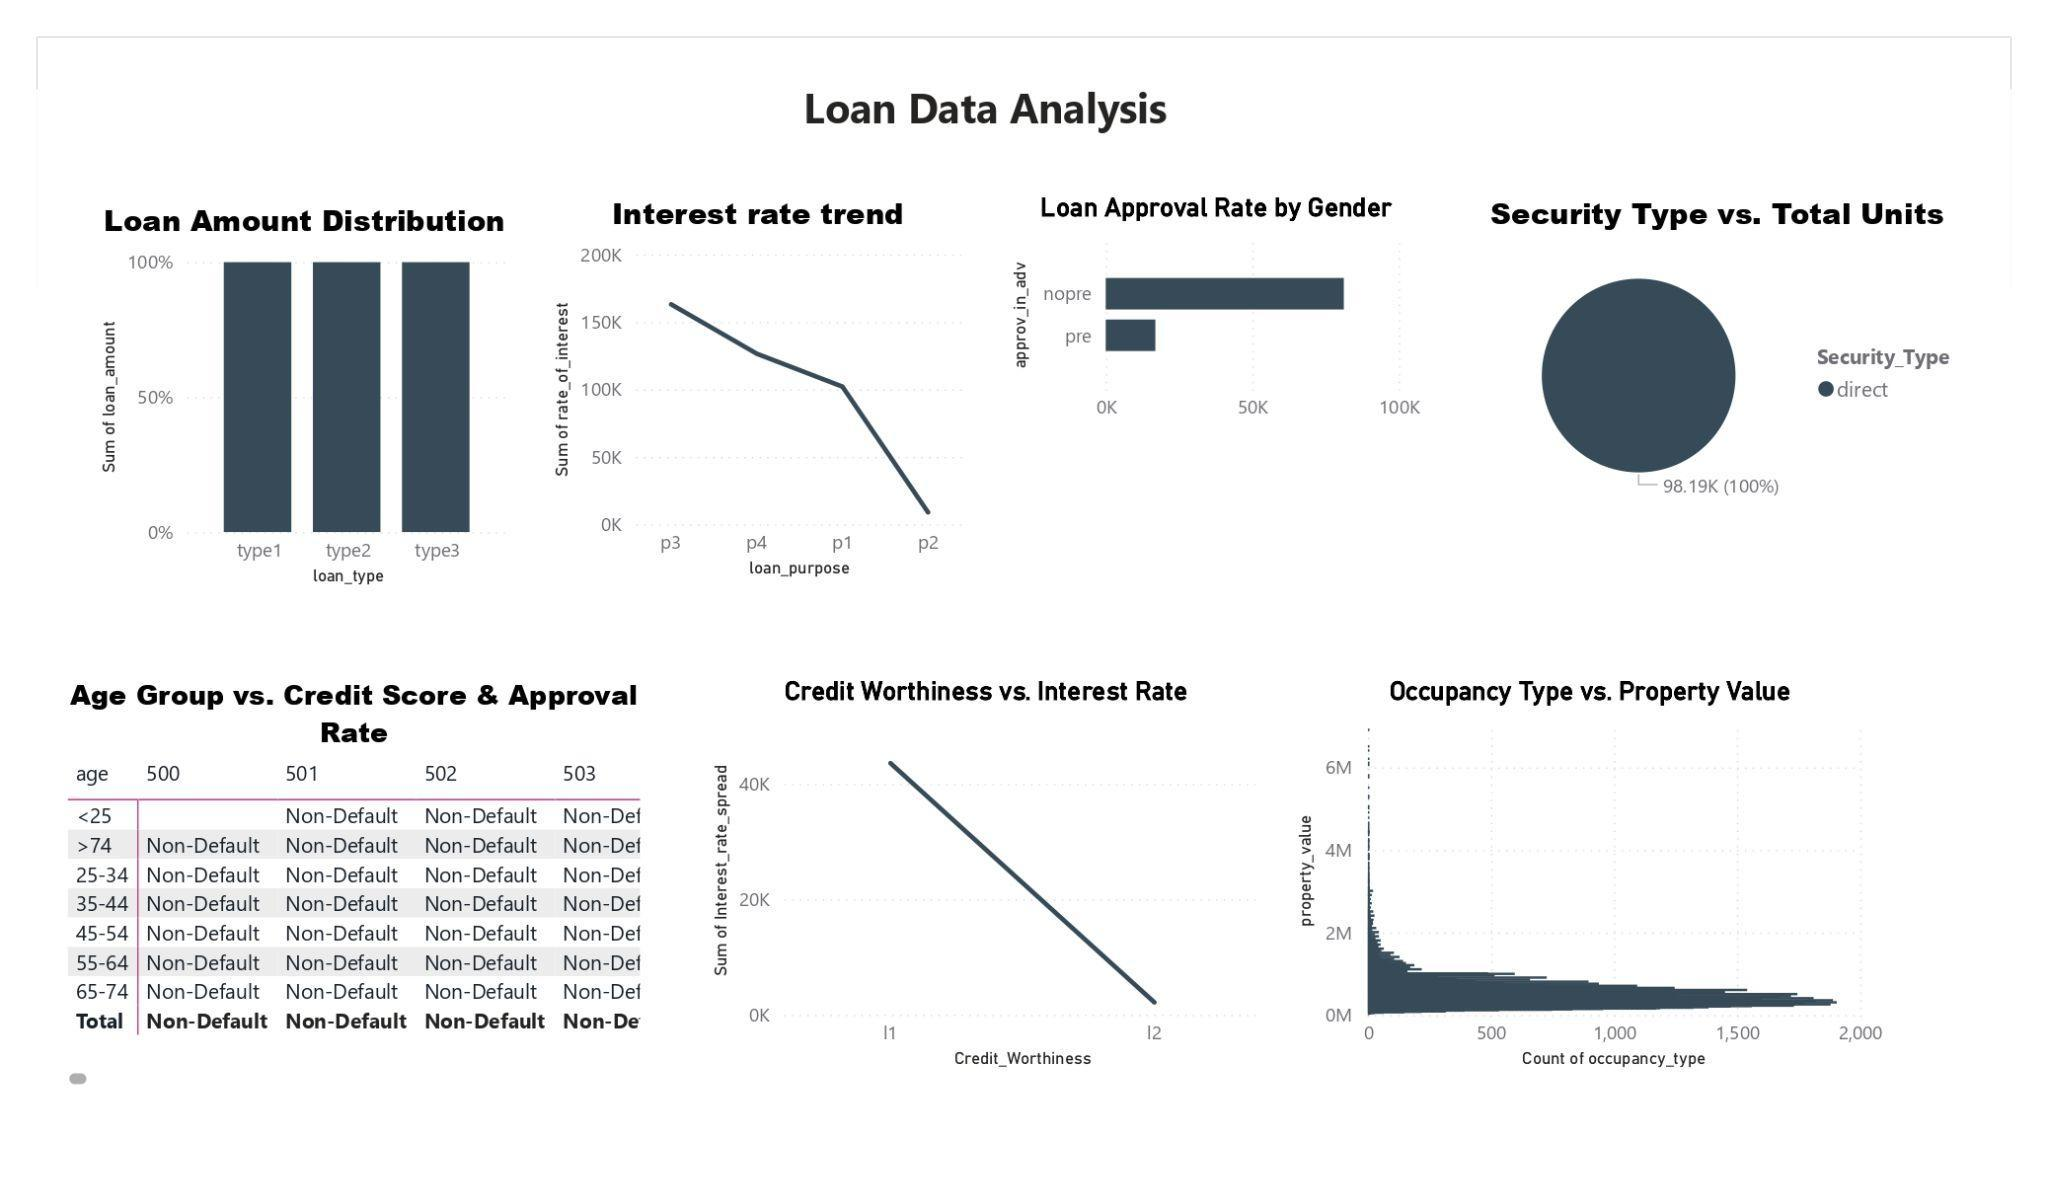 Loan Data Analysis
Loan Amount Distribution
100%
50%
0%
Sum of loan_amount
type1 type2 type3
loan_type
Interest rate trend
200K
150K
100K
50K
0K
Sum of rate_of_interest
p3 p4 p1 p2
loan_purpose
Loan Approval Rate by Gender
approv_in_adv
nopre
pre
0K 50K 100K
Security Type vs. Total Units
98.19K (100%)
Security_Type
direct
Age Group vs. Credit Score & Approval
Rate
age 500 501 502 503
<25 Non-Default Non-Default Non-Def
>74 Non-Default Non-Default Non-Default Non-Def
25-34 Non-Default Non-Default Non-Default Non-Def
35-44 Non-Default Non-Default Non-Default Non-Def
45-54 Non-Default Non-Default Non-Default Non-Def
55-64 Non-Default Non-Default Non-Default Non-Def
65-74 Non-Default Non-Default Non-Default Non-Def
Total Non-Default Non-Default Non-Default Non-De
Credit Worthiness vs. Interest Rate
40K
20K
0K
Sum of Interest_rate_spread
l1 l2
Credit_Worthiness
Occupancy Type vs. Property Value
6M
4M
2M
0M
property_value
0 500 1,000 1,500 2,000
Count of occupancy_type